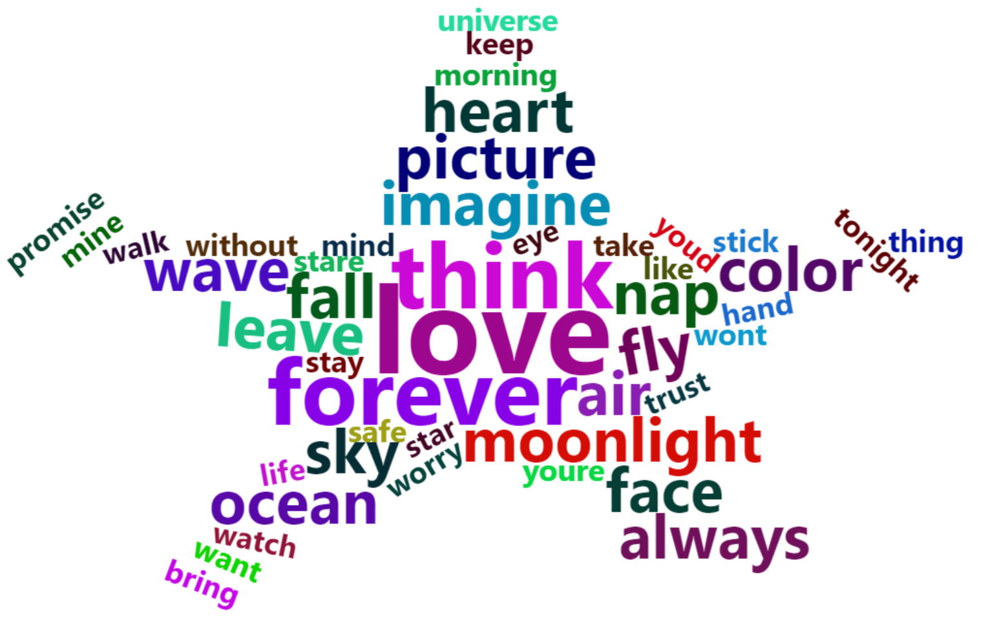 universe
keep
morning
heart
picture
imagine
promise
mine
walk
without
mind
eye
take
youd
stick
tonight
thing
wave
stare
think
like
color
fall
nap
hand
leave
love
fly
wont
stay
forever
air
trust
safe
star
moonlight
sky
worry
life
youre
face
ocean
always
watch
want
bring